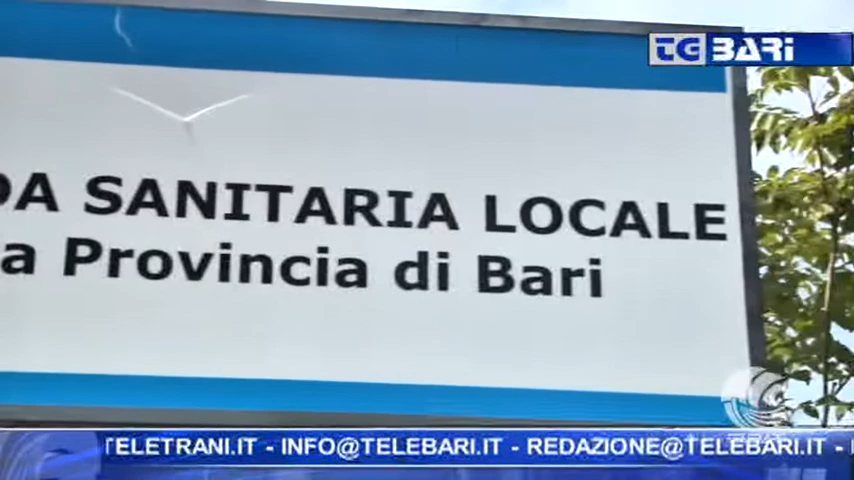 TG BARI
DA SANITARIA LOCALE
a Provincia di Bari
TELETRANI.IT - INFO@TELEBARI.IT - REDAZIONE@TELEBARI.IT -